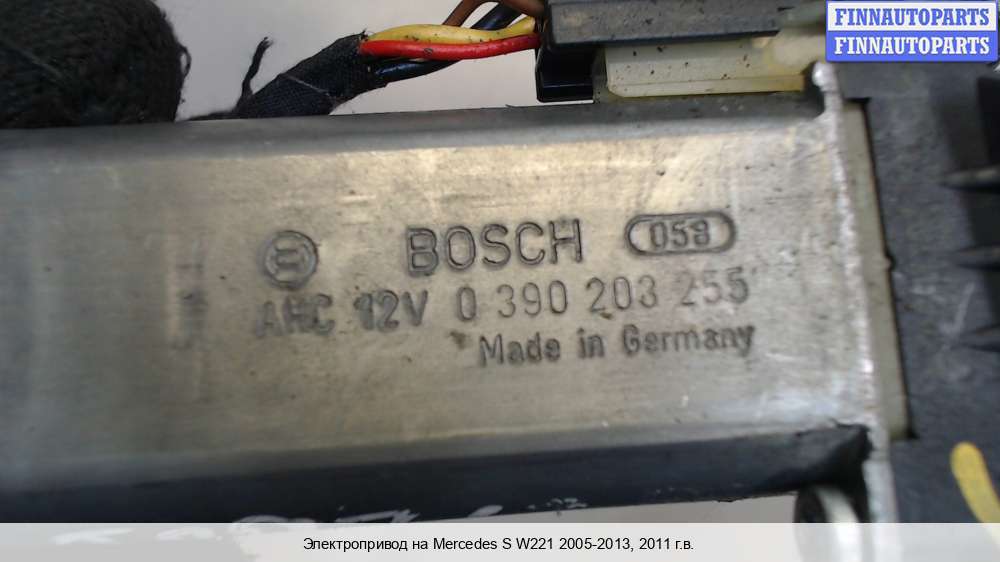 FINNAUTOPARTS
FINNAUTOPARTS
BOSCH 053
AHC 12V 0 390 203 255
Made in Germany
Электропривод на Mercedes S W221 2005-2013, 2011 г.в.